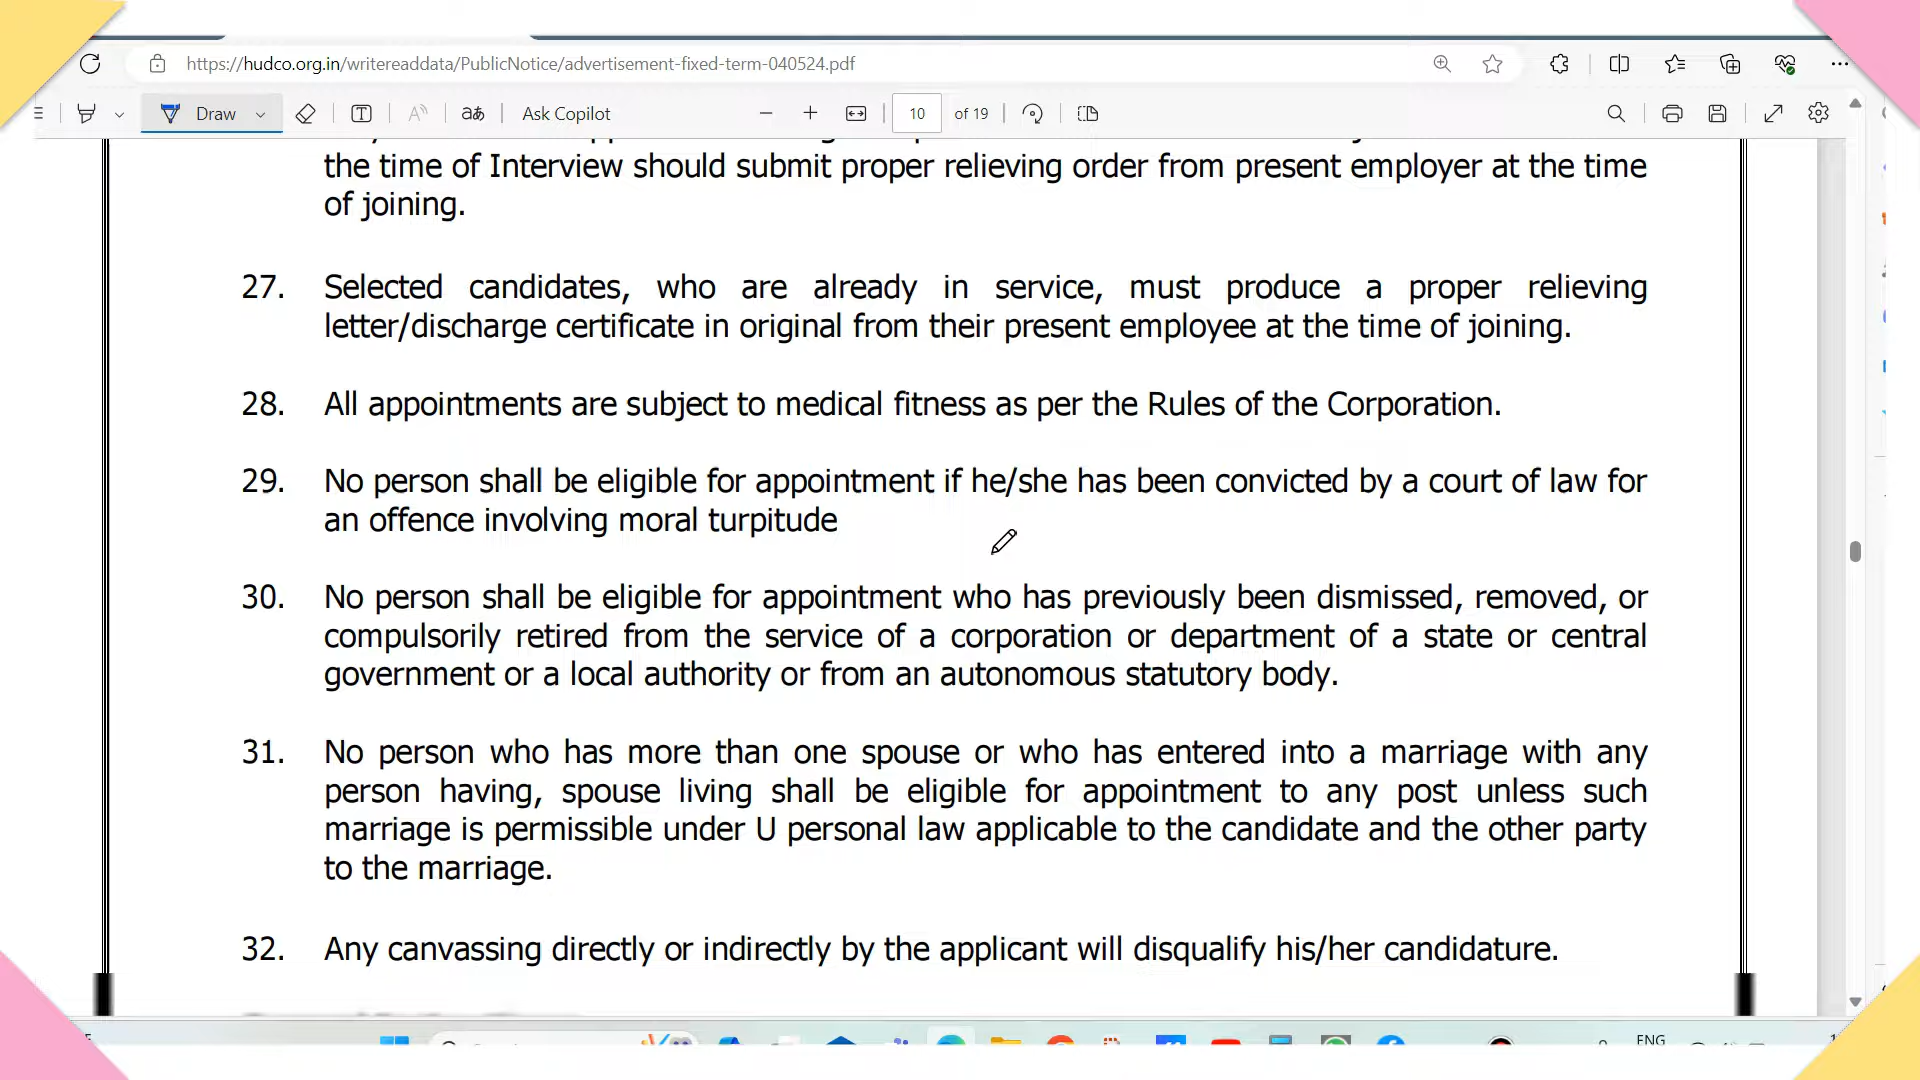 https://hudco.org.in/writereaddata/PublicNotice/advertisement-fixed-term-040524.pdf
Draw
Ask Copilot
10 of 19
the time of Interview should submit proper relieving order from present employer at the time
of joining.
27. Selected candidates, who are already in service, must produce a proper relieving
letter/discharge certificate in original from their present employee at the time of joining.
28. All appointments are subject to medical fitness as per the Rules of the Corporation.
29. No person shall be eligible for appointment if he/she has been convicted by a court of law for
an offence involving moral turpitude
30. No person shall be eligible for appointment who has previously been dismissed, removed, or
compulsorily retired from the service of a corporation or department of a state or central
government or a local authority or from an autonomous statutory body.
31. No person who has more than one spouse or who has entered into a marriage with any
person having, spouse living shall be eligible for appointment to any post unless such
marriage is permissible under U personal law applicable to the candidate and the other party
to the marriage.
32. Any canvassing directly or indirectly by the applicant will disqualify his/her candidature.
ENG